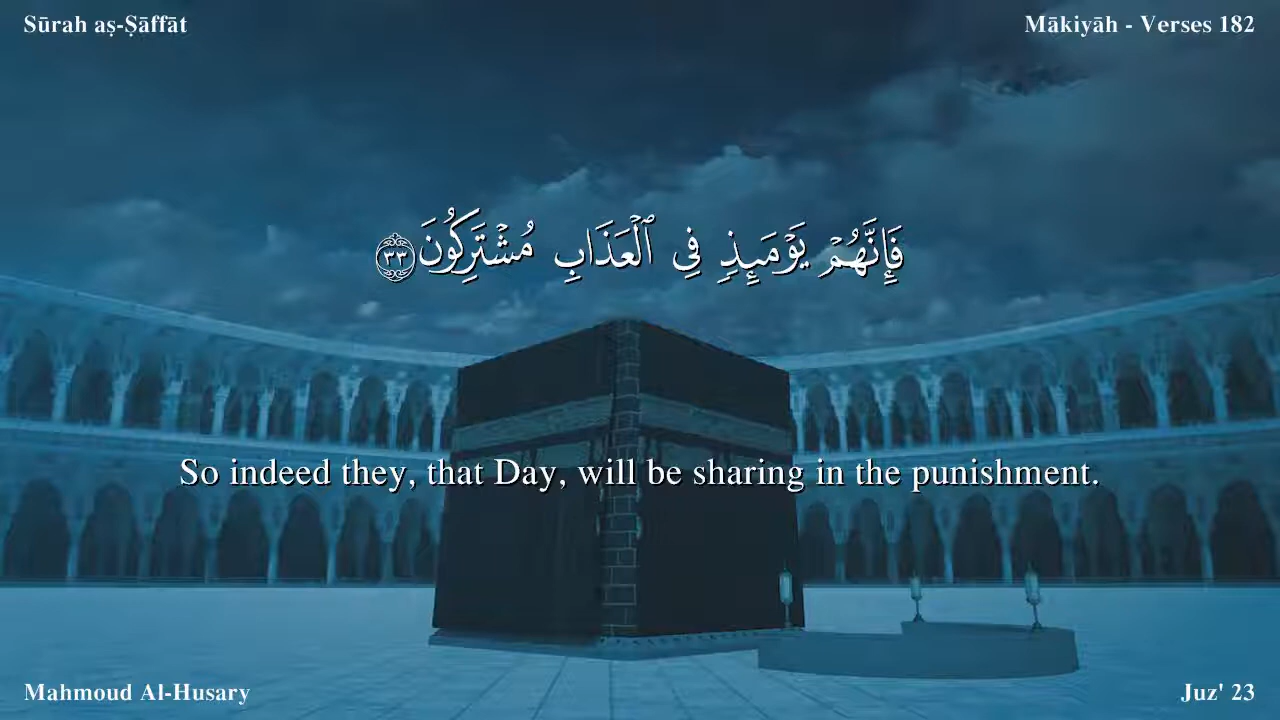 Sūrah aṣ-Ṣāffāt
Mākiyāh - Verses 182
فَإِنَّهُمۡ يَوۡمَئِذٖ فِي ٱلۡعَذَابِ مُشۡتَرِكُونَ ٣٣
So indeed they, that Day, will be sharing in the punishment.
Mahmoud Al-Husary
Juz' 23